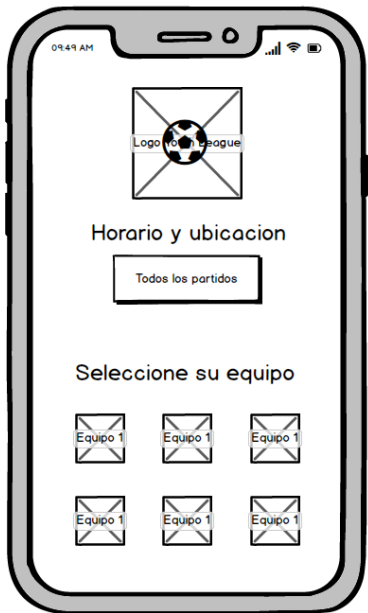 09:49 AM
Logo Youth League
Horario y ubicacion
Todos los partidos
Seleccione su equipo
Equipo 1 Equipo 1 Equipo 1
Equipo 1 Equipo 1 Equipo 1